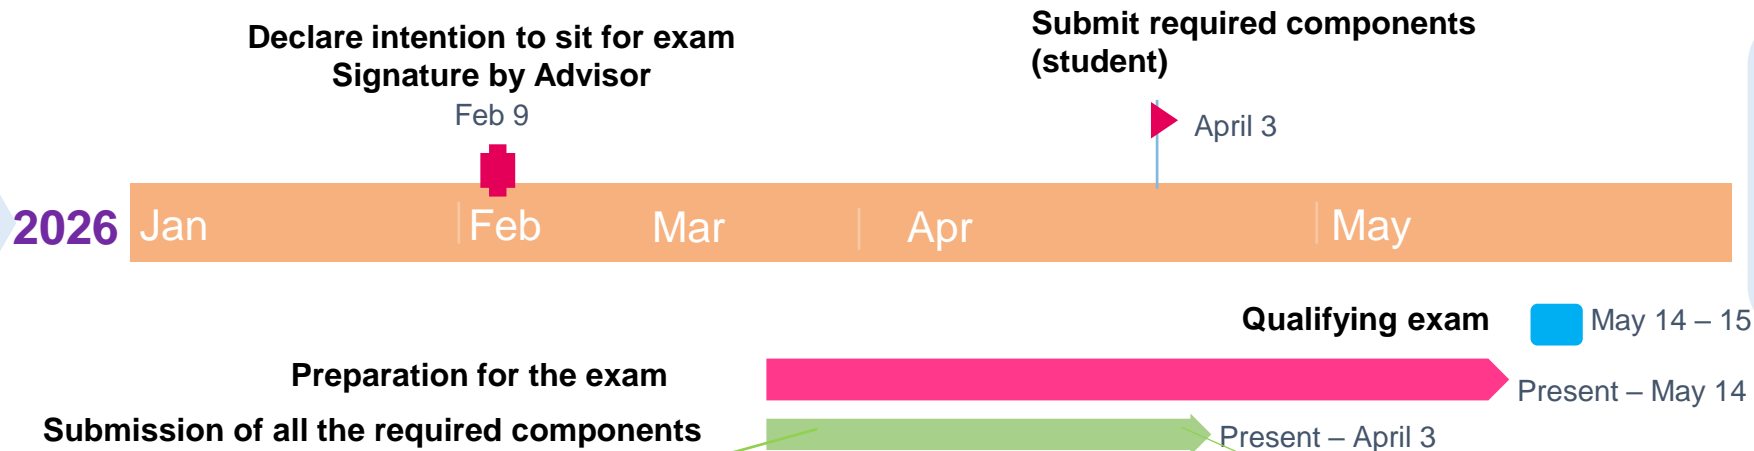 Declare intention to sit for exam
Signature by Advisor
Feb 9
Submit required components
(student)
April 3
2026
Jan
Feb
Mar
Apr
May
Qualifying exam
May 14 – 15
Preparation for the exam
Present – May 14
Submission of all the required components
Present – April 3